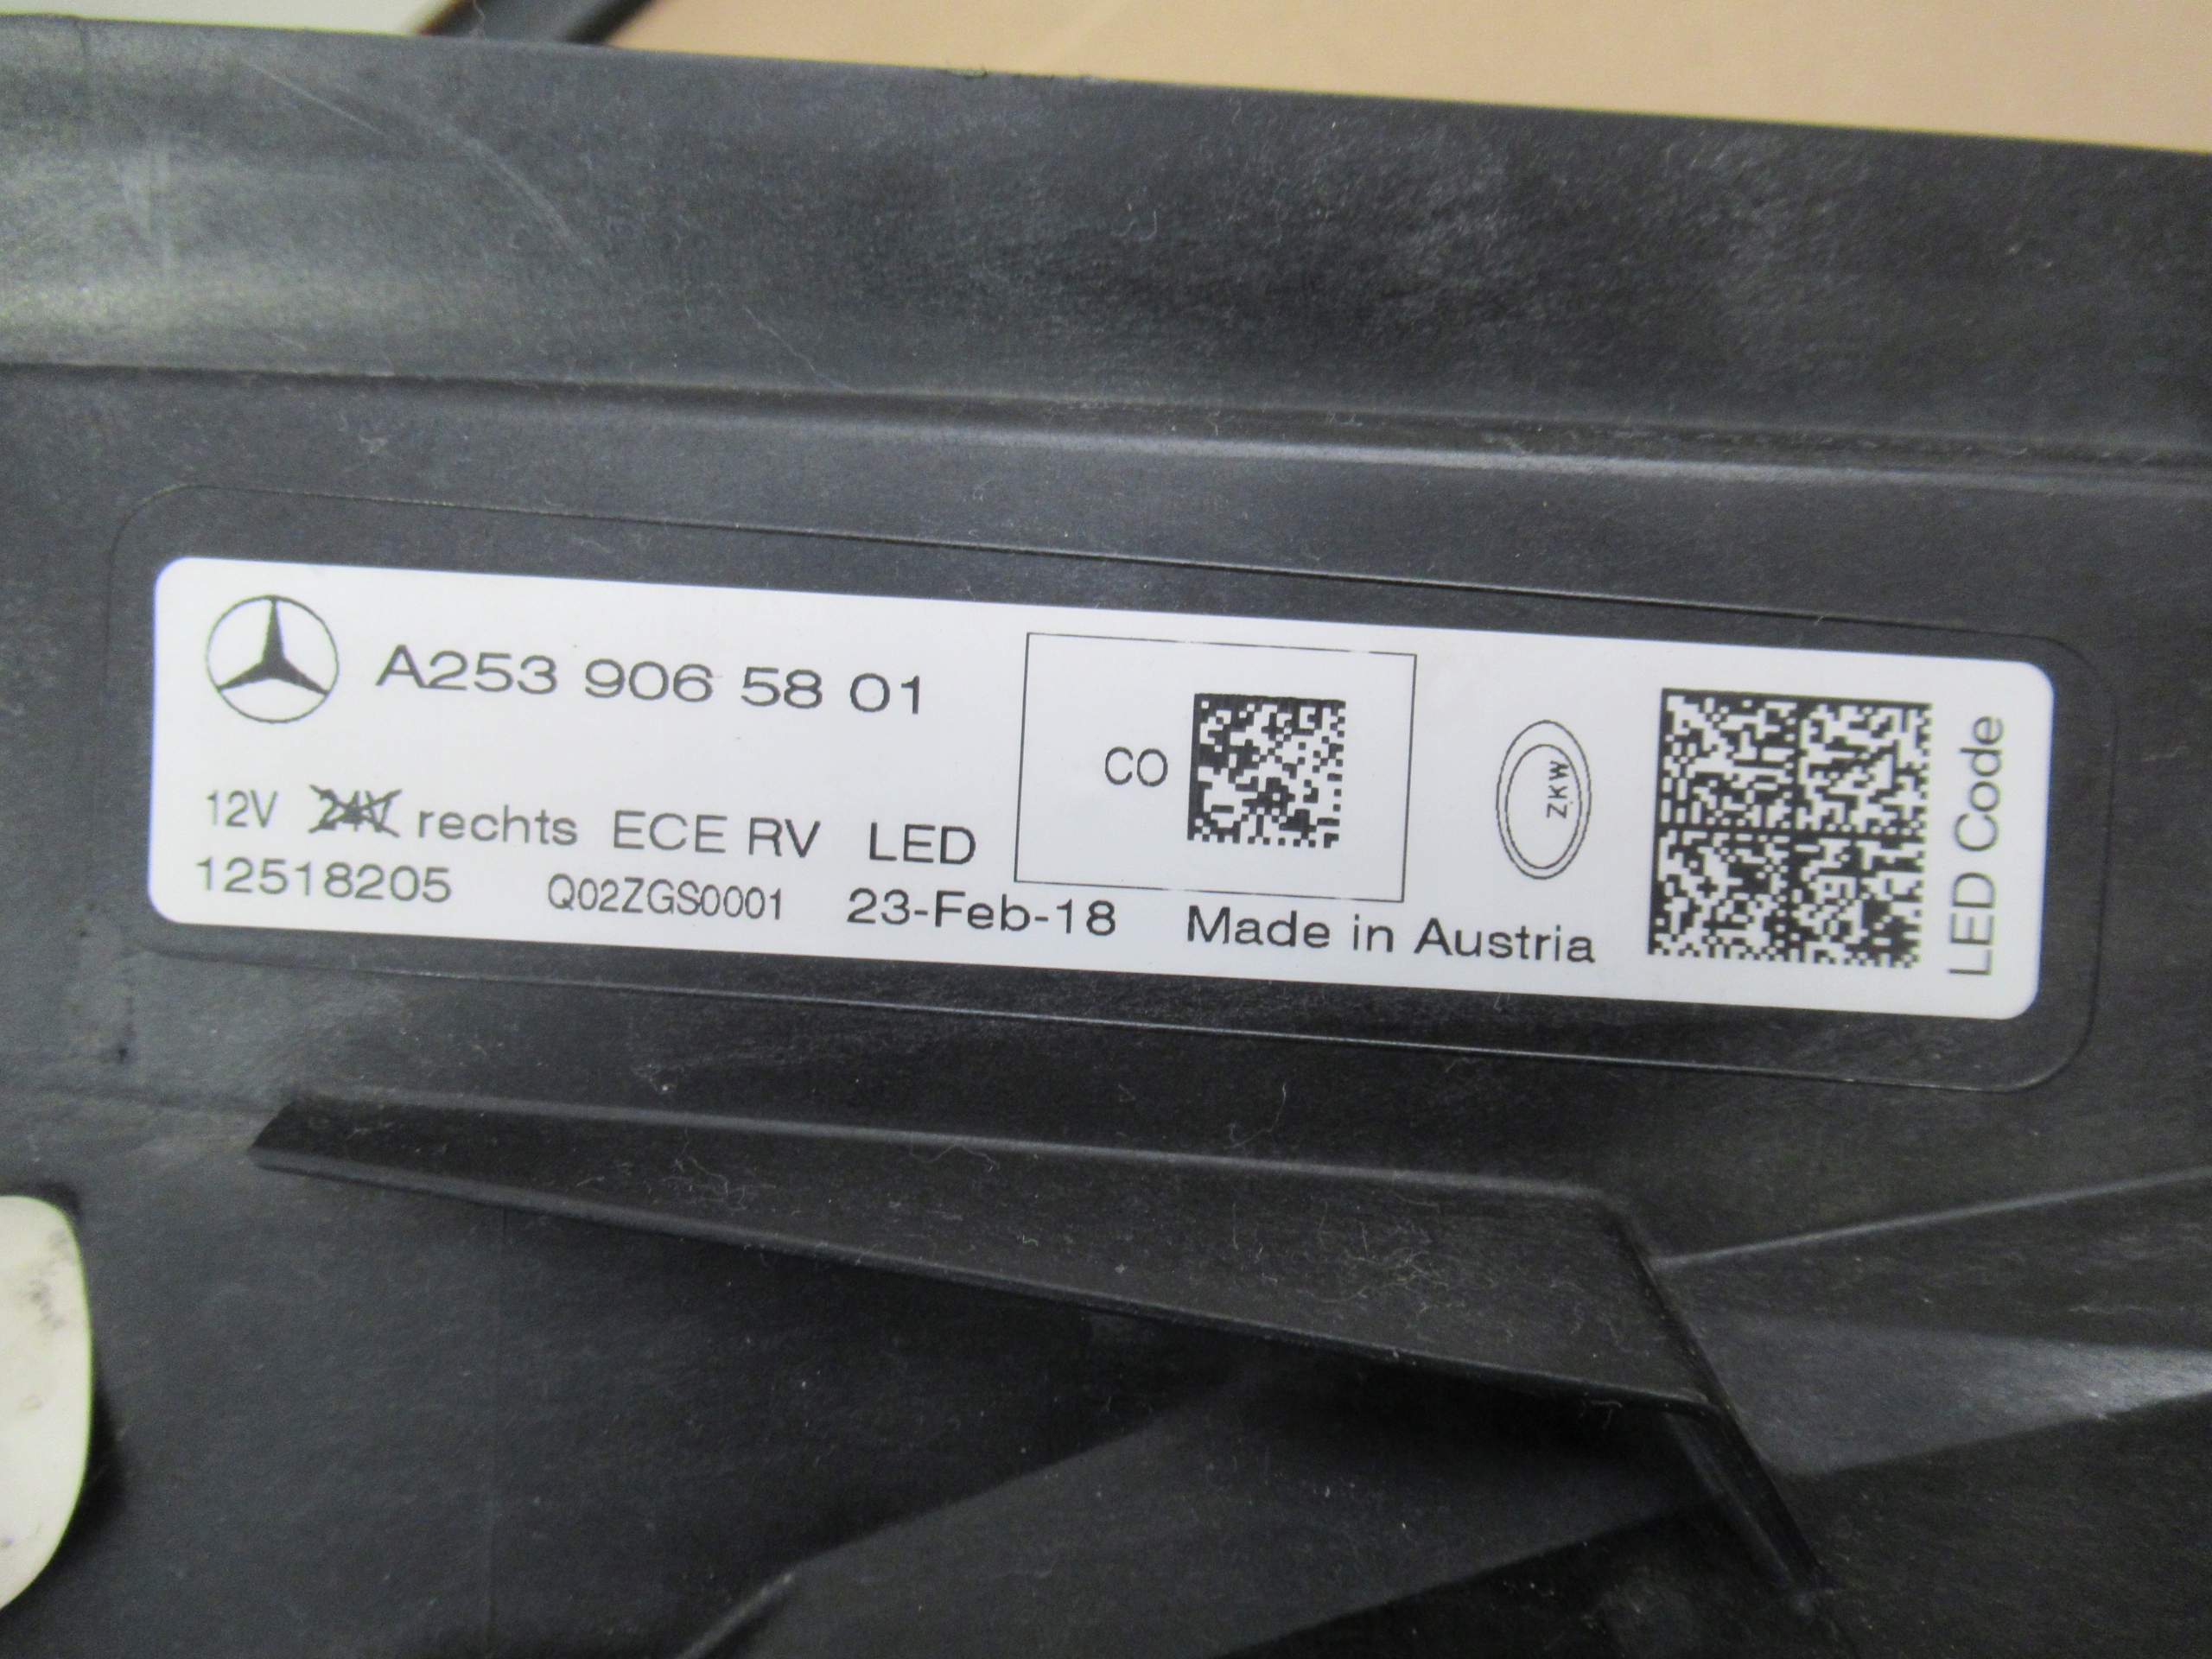 A253 906 58 01
CO
12V 24V rechts ECE RV LED
12518205 Q02ZGS0001 23-Feb-18 Made in Austria
ZKW
LED Code